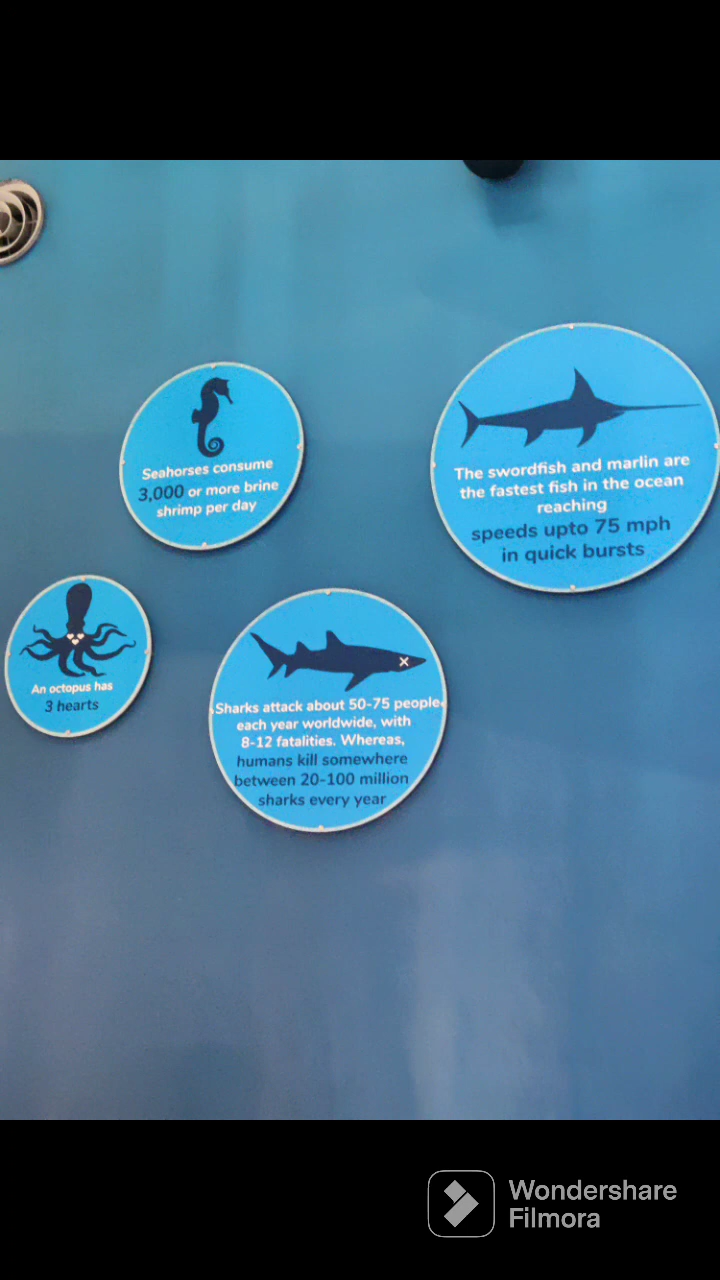 Seahorses consume
3,000 or more brine
shrimp per day
The swordfish and marlin are
the fastest fish in the ocean
reaching
speeds upto 75 mph
in quick bursts
An octopus has
3 hearts
Sharks attack about 50-75 people
each year worldwide, with
8-12 fatalities. Whereas,
humans kill somewhere
between 20-100 million
sharks every year
Wondershare
Filmora